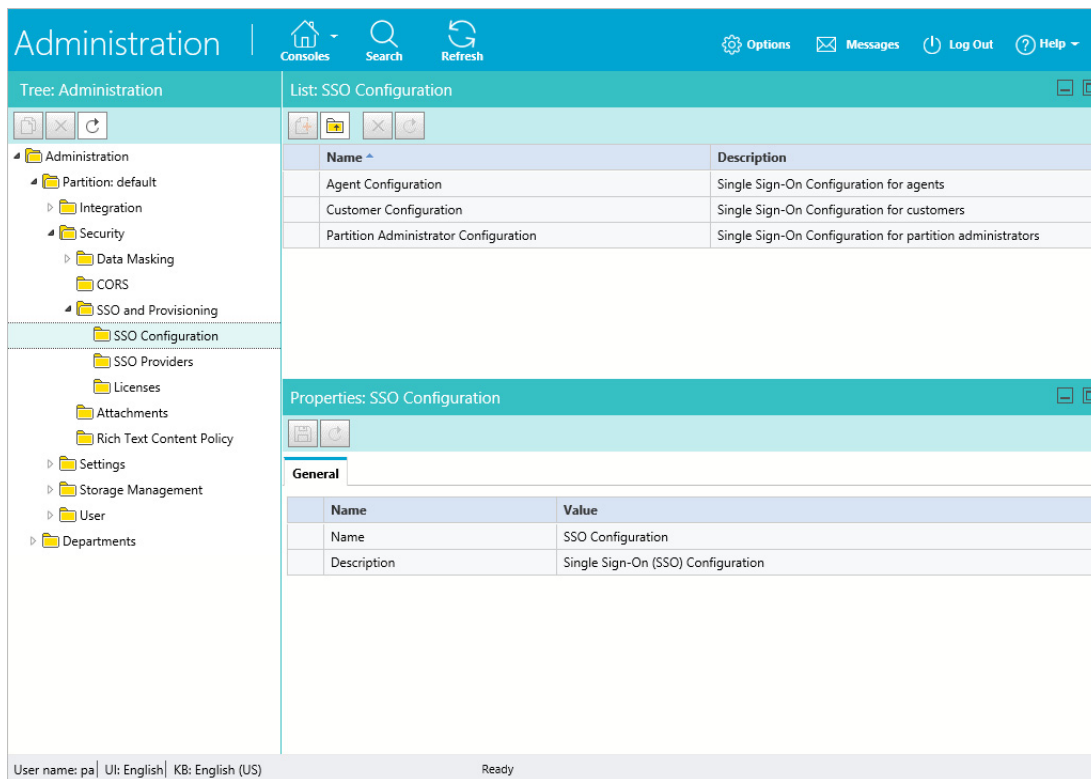 Administration
Consoles
Search
Refresh
Options
Messages
Log Out
Help
Tree: Administration
Administration
Partition: default
Integration
Security
Data Masking
CORS
SSO and Provisioning
SSO Configuration
SSO Providers
Licenses
Attachments
Rich Text Content Policy
Settings
Storage Management
User
Departments
List: SSO Configuration
Name Description
Agent Configuration Single Sign-On Configuration for agents
Customer Configuration Single Sign-On Configuration for customers
Partition Administrator Configuration Single Sign-On Configuration for partition administrators
Properties: SSO Configuration
General
Name Value
Name SSO Configuration
Description Single Sign-On (SSO) Configuration
User name: pa UI: English KB: English (US) Ready